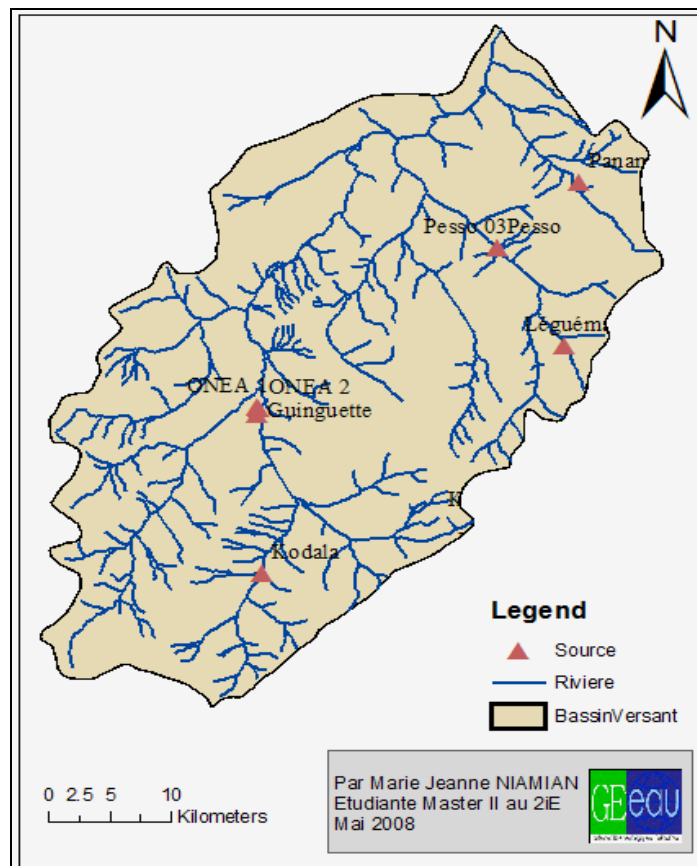 N
Panan
Pesso 03Pesso
Léguém
ONEA 1ONEA 2
Guinguette
K
Kodala
Legend
Source
Riviere
BassinVersant
0 2.5 5 10
Kilometers
Par Marie Jeanne NIAMIAN
Etudiante Master II au 2iE
Mai 2008
GEeau